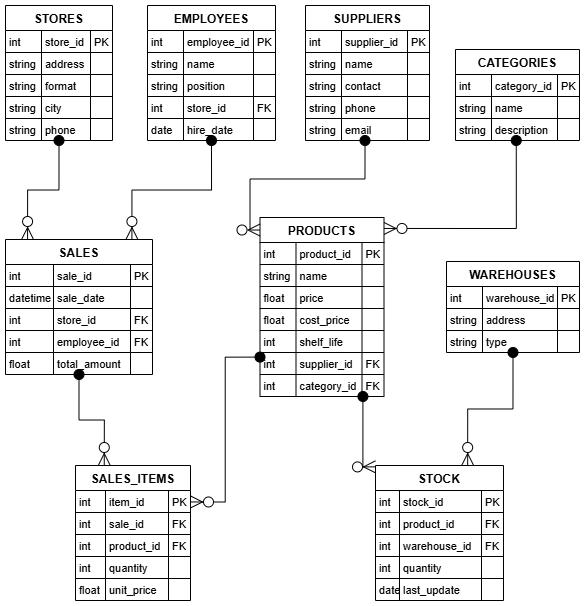 STORES
int store_id PK
string address
string format
string city
string phone
EMPLOYEES
int employee_id PK
string name
string position
int store_id FK
date hire_date
SUPPLIERS
int supplier_id PK
string name
string contact
string phone
string email
CATEGORIES
int category_id PK
string name
string description
SALES
int sale_id PK
datetime sale_date
int store_id FK
int employee_id FK
float total_amount
PRODUCTS
int product_id PK
string name
float price
float cost_price
int shelf_life
int supplier_id FK
int category_id FK
WAREHOUSES
int warehouse_id PK
string address
string type
SALES_ITEMS
int item_id PK
int sale_id FK
int product_id FK
int quantity
float unit_price
STOCK
int stock_id PK
int product_id FK
int warehouse_id FK
int quantity
date last_update